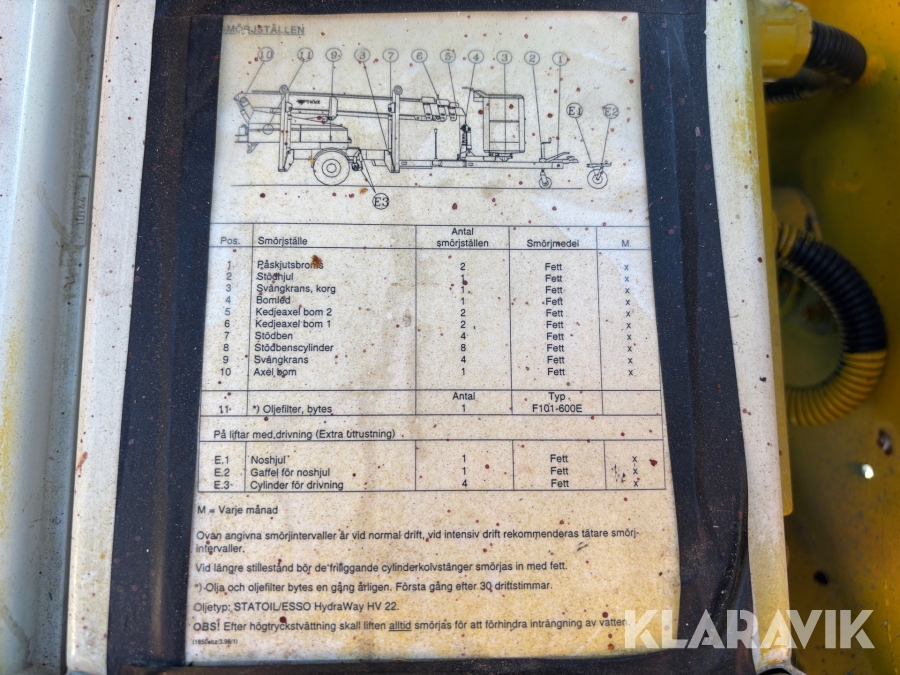 SMÖRJSTÄLLEN
10 11 9 8 7 6 5 4 3 2 1
E1 E2
E3
Pos. Smörjställe Antal smörjställen Smörjmedel M
1 Påskjutsbroms 2 Fett x
2 Stödhjul 1 Fett x
3 Svängkrans, korg 1 Fett x
4 Bomled 1 Fett x
5 Kedjeaxel bom 2 2 Fett x
6 Kedjeaxel bom 1 2 Fett x
7 Stödben 4 Fett x
8 Stödbenscylinder 8 Fett x
9 Svängkrans 4 Fett x
10 Axel bom 1 Fett x
Antal Typ
11 *) Oljefilter, bytes 1 F101-600E
På liftar med drivning (Extra utrustning)
E.1 Noshjul 1 Fett x
E.2 Gaffel för noshjul 1 Fett x
E.3 Cylinder för drivning 4 Fett x
M = Varje månad
Ovan angivna smörjintervaller är vid normal drift, vid intensiv drift rekommenderas tätare smörj-
intervaller.
Vid längre stillestånd bör de friliggande cylinderkolvstänger smörjas in med fett.
*) Olja och oljefilter bytes en gång årligen. Första gång efter 30 driftstimmar.
Oljetyp: STATOIL/ESSO HydraWay HV 22.
OBS! Efter högtryckstvättning skall liften alltid smörjas för att förhindra inträngning av vatten.
KLARAVIK